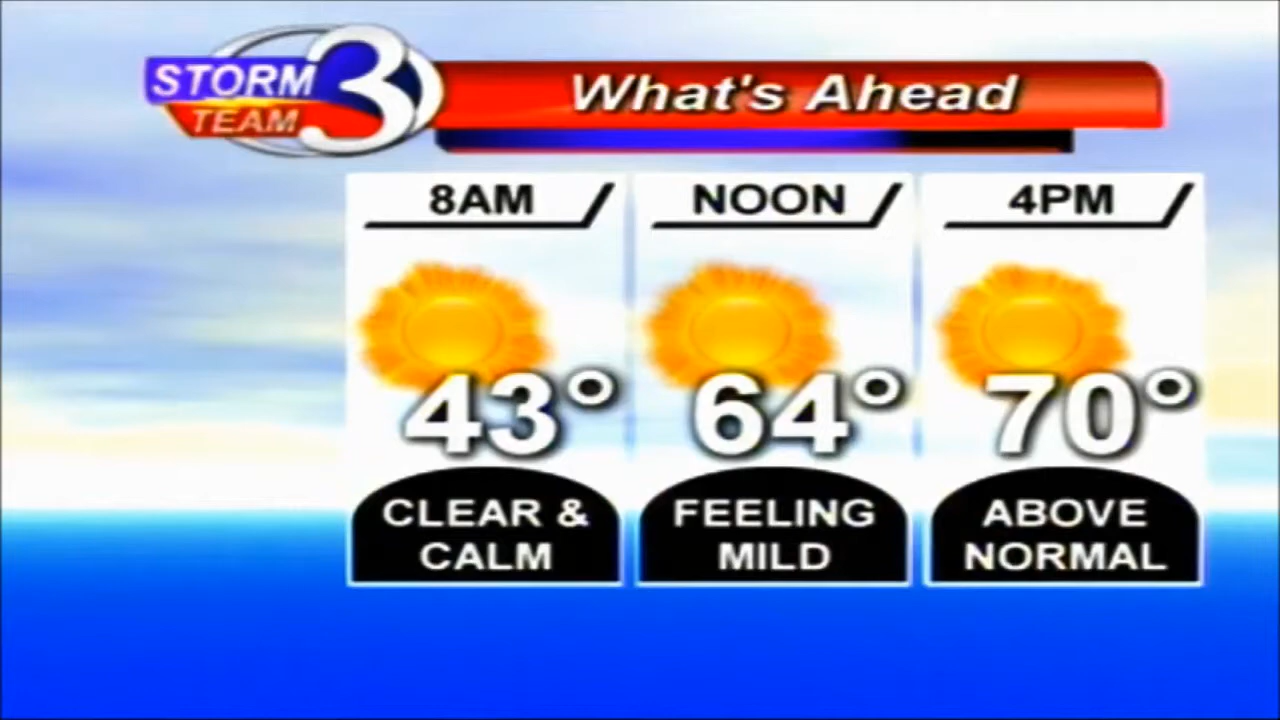 STORM
TEAM
3
What's Ahead
8AM
NOON
4PM
43°
64°
70°
CLEAR &
CALM
FEELING
MILD
ABOVE
NORMAL